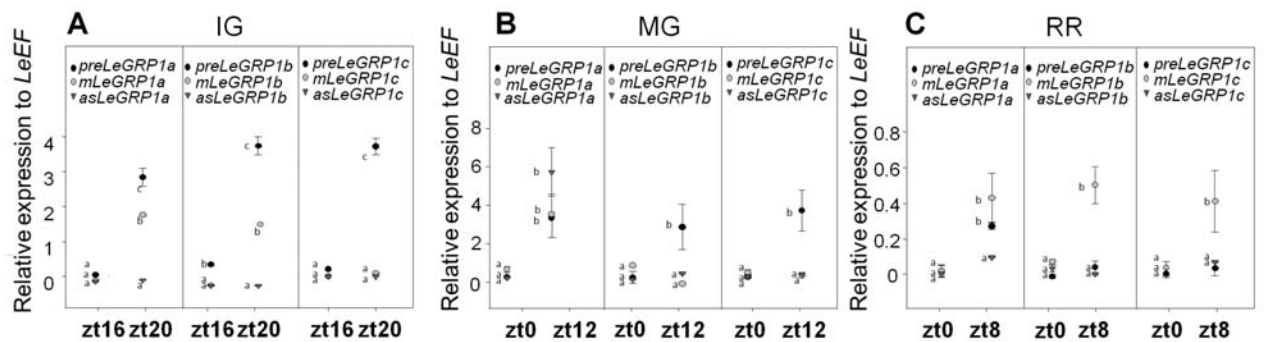 A IG
Relative expression to LeEF
preLeGRP1a
mLeGRP1a
asLeGRP1a
preLeGRP1b
mLeGRP1b
asLeGRP1b
preLeGRP1c
mLeGRP1c
asLeGRP1c
4
3
2
1
0
a
a
a
c
b
a
b
a
a
c
b
a
a
a
a
c
a
a
zt16 zt20 zt16 zt20 zt16 zt20
B MG
Relative expression to LeEF
preLeGRP1a
mLeGRP1a
asLeGRP1a
preLeGRP1b
mLeGRP1b
asLeGRP1b
preLeGRP1c
mLeGRP1c
asLeGRP1c
8
6
4
2
0
a
a
a
b
b
b
a
a
a
b
a
a
a
a
a
b
a
a
zt0 zt12 zt0 zt12 zt0 zt12
C RR
Relative expression to LeEF
preLeGRP1a
mLeGRP1a
asLeGRP1a
preLeGRP1b
mLeGRP1b
asLeGRP1b
preLeGRP1c
mLeGRP1c
asLeGRP1c
0.8
0.6
0.4
0.2
0
a
a
a
b
b
a
a
a
a
b
a
a
a
a
a
b
a
a
zt0 zt8 zt0 zt8 zt0 zt8